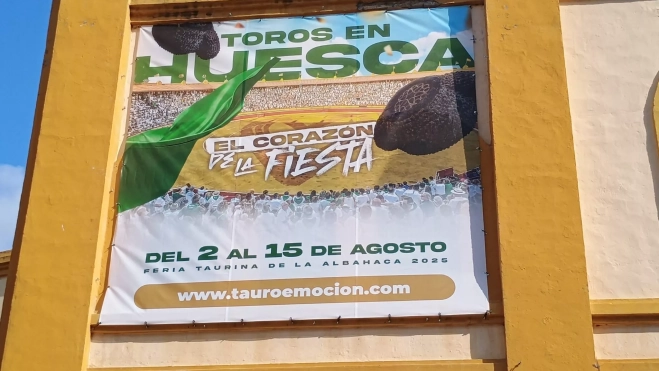 TOROS EN
HUESCA
EL CORAZÓN
DE LA FIESTA
DEL 2 AL 15 DE AGOSTO
FERIA TAURINA DE LA ALBAHACA 2025
www.tauroemocion.com